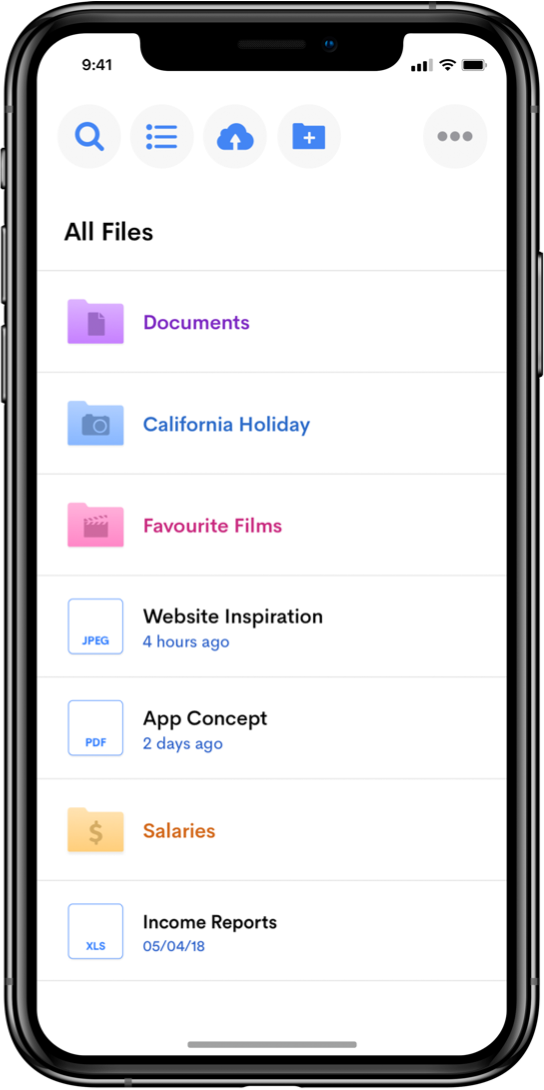 9:41
All Files
Documents
California Holiday
Favourite Films
JPEG
Website Inspiration
4 hours ago
PDF
App Concept
2 days ago
$
Salaries
XLS
Income Reports
05/04/18